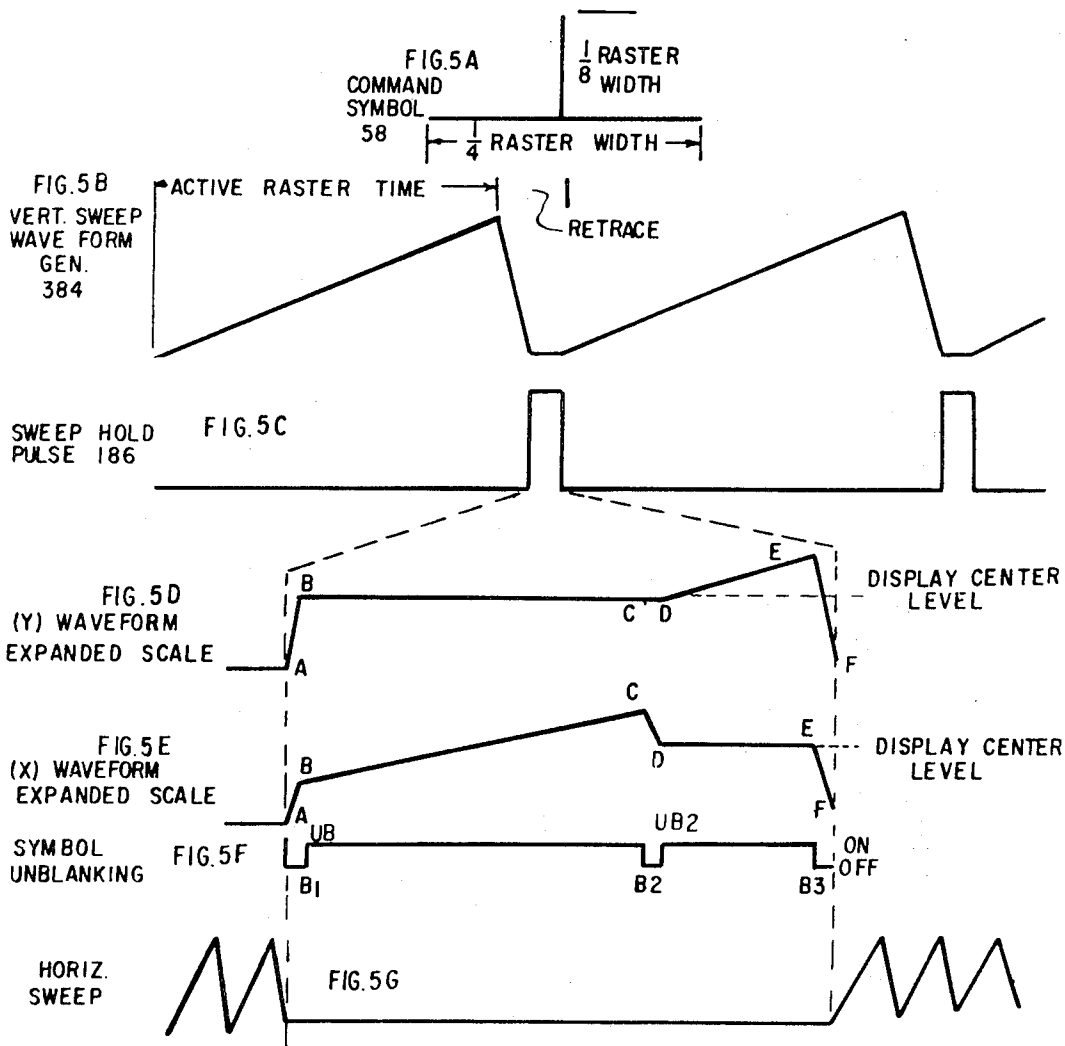 FIG.5A
COMMAND
SYMBOL
58
1/8 RASTER
WIDTH
1/4 RASTER WIDTH
FIG.5B
VERT. SWEEP
WAVE FORM
GEN.
384
ACTIVE RASTER TIME
RETRACE
SWEEP HOLD
PULSE 186
FIG.5C
FIG.5D
(Y) WAVEFORM
EXPANDED SCALE
A
B
C
D
E
F
DISPLAY CENTER
LEVEL
FIG.5E
(X) WAVEFORM
EXPANDED SCALE
A
B
C
D
E
F
DISPLAY CENTER
LEVEL
SYMBOL
UNBLANKING
FIG.5F
UB
UB2
ON
OFF
B1
B2
B3
HORIZ.
SWEEP
FIG.5G